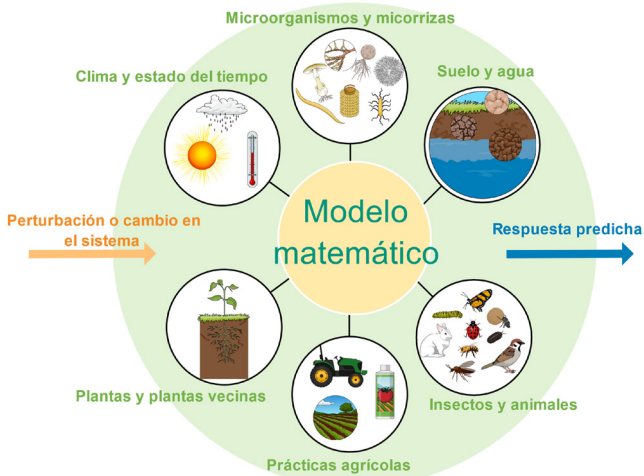 Microorganismos y micorrizas
Clima y estado del tiempo
Suelo y agua
Modelo
matemático
Perturbación o cambio en
el sistema
Respuesta predicha
Plantas y plantas vecinas
Insectos y animales
Prácticas agrícolas